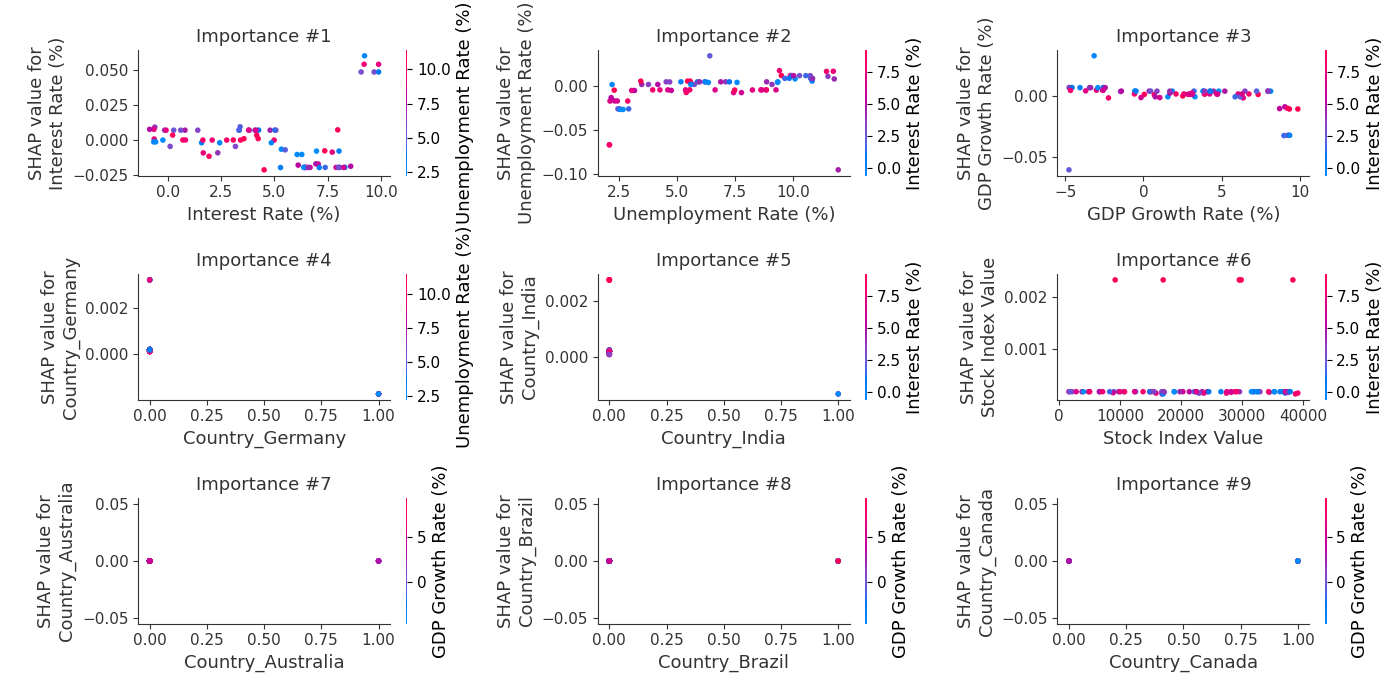 Importance #1
SHAP value for
Interest Rate (%)
0.050
0.025
0.000
−0.025
0.0
2.5
5.0
7.5
10.0
Interest Rate (%)
10.0
7.5
5.0
2.5
Unemployment Rate (%)
Importance #2
SHAP value for
Unemployment Rate (%)
0.00
−0.05
−0.10
2.5
5.0
7.5
10.0
Unemployment Rate (%)
7.5
5.0
2.5
0.0
Interest Rate (%)
Importance #3
SHAP value for
GDP Growth Rate (%)
0.00
−0.05
−5
0
5
10
GDP Growth Rate (%)
7.5
5.0
2.5
0.0
Interest Rate (%)
Importance #4
SHAP value for
Country_Germany
0.002
0.000
0.00
0.25
0.50
0.75
1.00
Country_Germany
10.0
7.5
5.0
2.5
Unemployment Rate (%)
Importance #5
SHAP value for
Country_India
0.002
0.000
0.00
0.25
0.50
0.75
1.00
Country_India
7.5
5.0
2.5
0.0
Interest Rate (%)
Importance #6
SHAP value for
Stock Index Value
0.002
0.001
0
10000
20000
30000
40000
Stock Index Value
7.5
5.0
2.5
0.0
Interest Rate (%)
Importance #7
SHAP value for
Country_Australia
0.05
0.00
−0.05
0.00
0.25
0.50
0.75
1.00
Country_Australia
5
0
GDP Growth Rate (%)
Importance #8
SHAP value for
Country_Brazil
0.05
0.00
−0.05
0.00
0.25
0.50
0.75
1.00
Country_Brazil
5
0
GDP Growth Rate (%)
Importance #9
SHAP value for
Country_Canada
0.05
0.00
−0.05
0.00
0.25
0.50
0.75
1.00
Country_Canada
5
0
GDP Growth Rate (%)